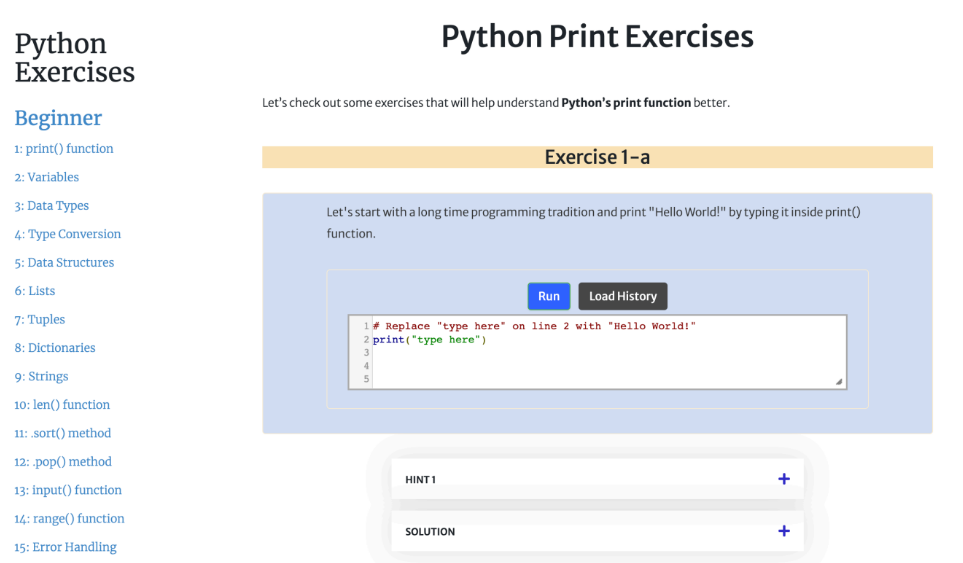 Python
Exercises
Beginner
1: print() function
2: Variables
3: Data Types
4: Type Conversion
5: Data Structures
6: Lists
7: Tuples
8: Dictionaries
9: Strings
10: len() function
11: .sort() method
12: .pop() method
13: input() function
14: range() function
15: Error Handling
Python Print Exercises
Let's check out some exercises that will help understand Python's print function better.
Exercise 1-a
Let's start with a long time programming tradition and print "Hello World!" by typing it inside print()
function.
Run Load History
1 # Replace "type here" on line 2 with "Hello World!"
2 print("type here")
3
4
5
HINT 1 +
SOLUTION +